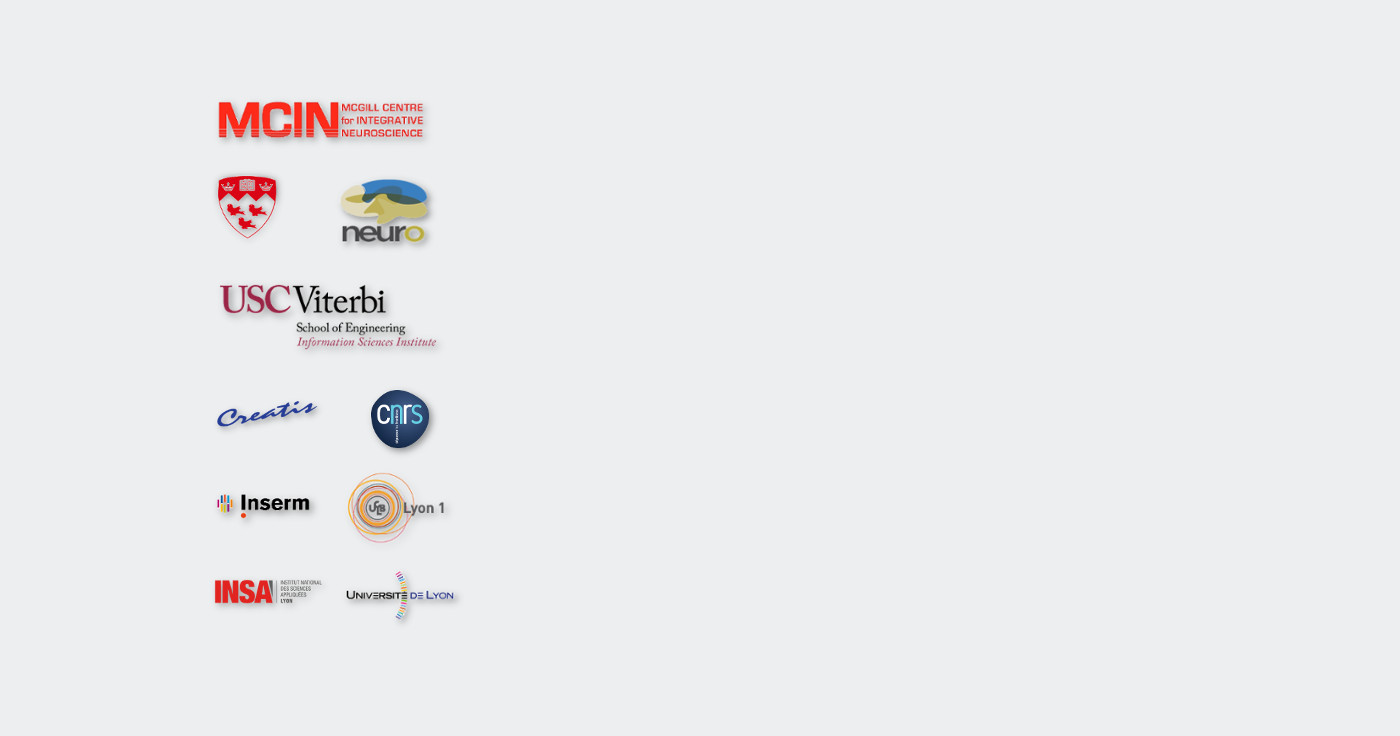 MCIN
MCGILL CENTRE
for INTEGRATIVE
NEUROSCIENCE
neuro
USC Viterbi
School of Engineering
Information Sciences Institute
Creatis
cnrs
Inserm
UCLB
Lyon 1
INSA
INSTITUT NATIONAL
DES SCIENCES
APPLIQUÉES
LYON
UNIVERSITÉ DE LYON